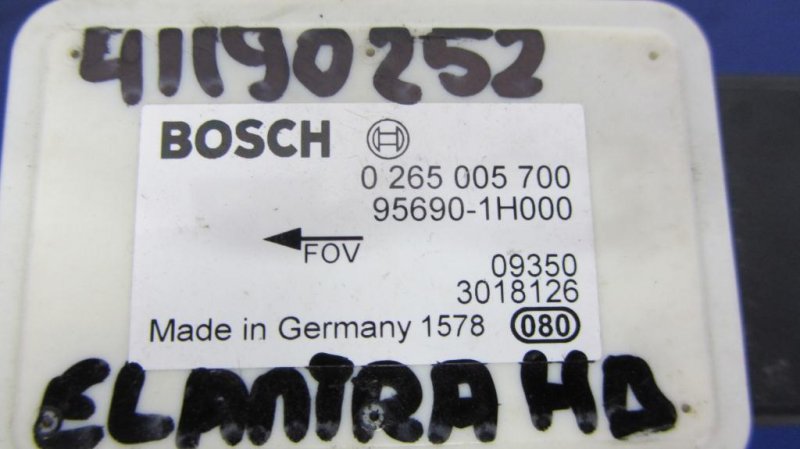 41190252
BOSCH
0 265 005 700
95690-1H000
FOV
09350
3018126
Made in Germany 1578 080
ELANTRA HD